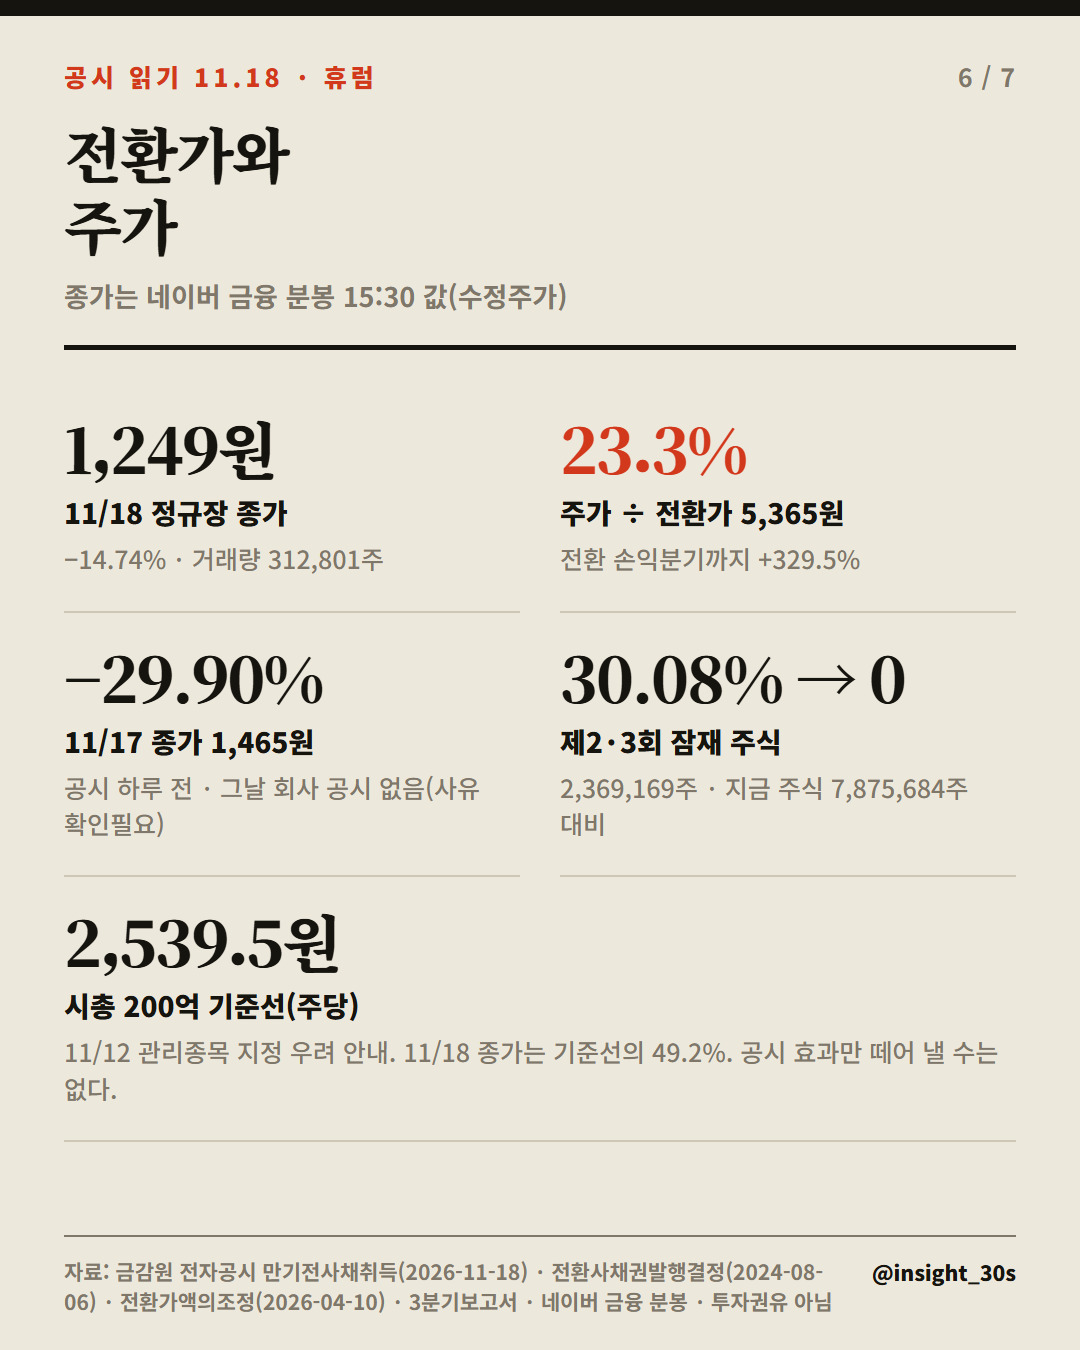 공시 읽기 11.18 · 휴럼
6 / 7
전환가와
주가
종가는 네이버 금융 분봉 15:30 값(수정주가)
1,249원
11/18 정규장 종가
−14.74% · 거래량 312,801주
23.3%
주가 ÷ 전환가 5,365원
전환 손익분기까지 +329.5%
−29.90%
11/17 종가 1,465원
공시 하루 전 · 그날 회사 공시 없음(사유
확인필요)
30.08% → 0
제2·3회 잠재 주식
2,369,169주 · 지금 주식 7,875,684주
대비
2,539.5원
시총 200억 기준선(주당)
11/12 관리종목 지정 우려 안내. 11/18 종가는 기준선의 49.2%. 공시 효과만 떼어 낼 수는
없다.
자료: 금감원 전자공시 만기전사채취득(2026-11-18) · 전환사채권발행결정(2024-08-
06) · 전환가액의조정(2026-04-10) · 3분기보고서 · 네이버 금융 분봉 · 투자권유 아님
@insight_30s